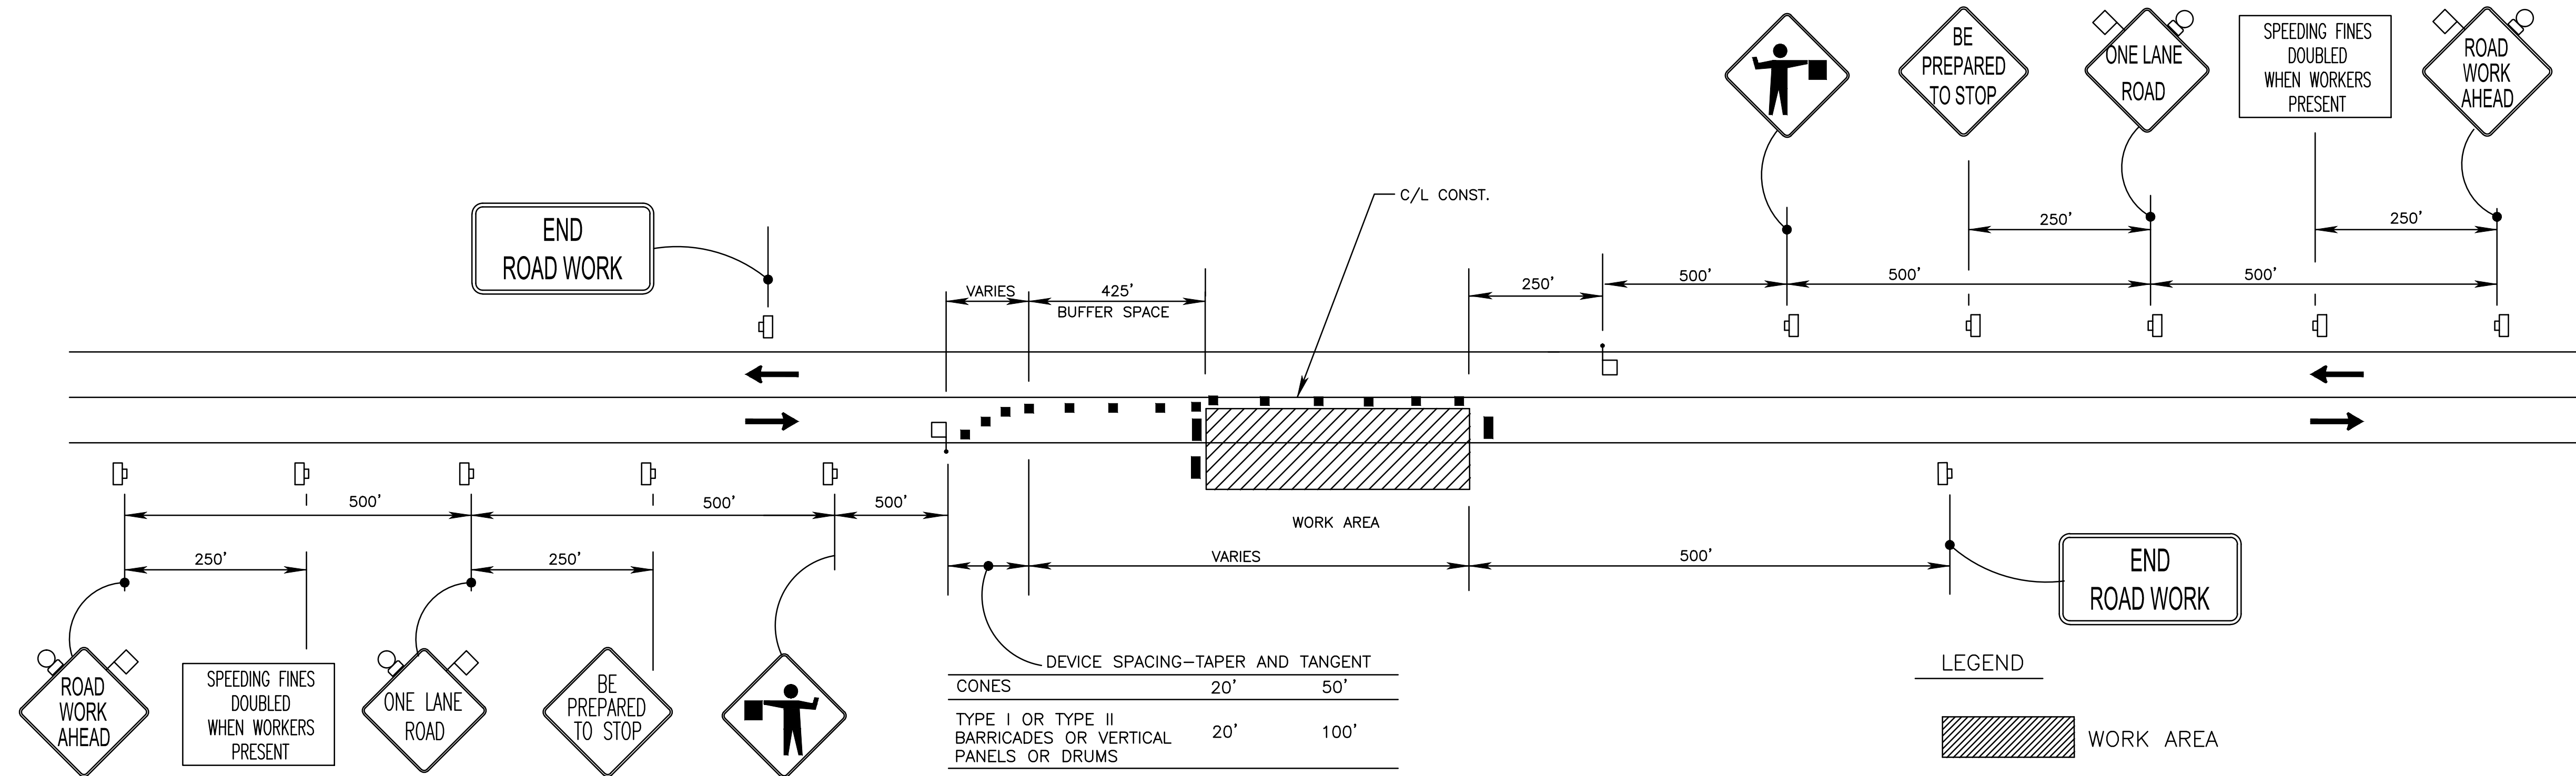 BE
PREPARED
TO STOP
ONE LANE
ROAD
SPEEDING FINES
DOUBLED
WHEN WORKERS
PRESENT
ROAD
WORK
AHEAD
C/L CONST.
END
ROAD WORK
250'
250'
VARIES
425'
BUFFER SPACE
250'
500'
500'
500'
500'
500'
500'
WORK AREA
250'
250'
VARIES
500'
END
ROAD WORK
ROAD
WORK
AHEAD
SPEEDING FINES
DOUBLED
WHEN WORKERS
PRESENT
ONE LANE
ROAD
BE
PREPARED
TO STOP
DEVICE SPACING-TAPER AND TANGENT
CONES 20' 50'
TYPE I OR TYPE II
BARRICADES OR VERTICAL 20' 100'
PANELS OR DRUMS
LEGEND
WORK AREA